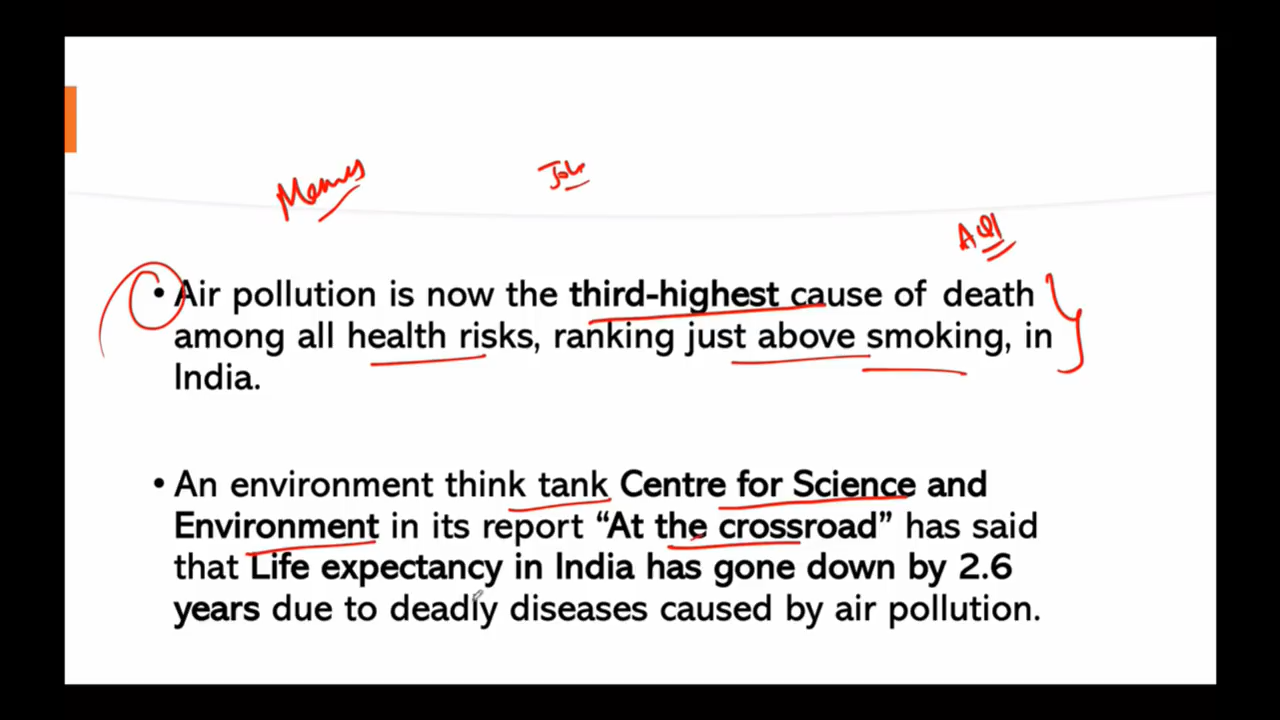 Memes
AQI
• Air pollution is now the third-highest cause of death
among all health risks, ranking just above smoking, in
India.
• An environment think tank Centre for Science and
Environment in its report “At the crossroad” has said
that Life expectancy in India has gone down by 2.6
years due to deadly diseases caused by air pollution.